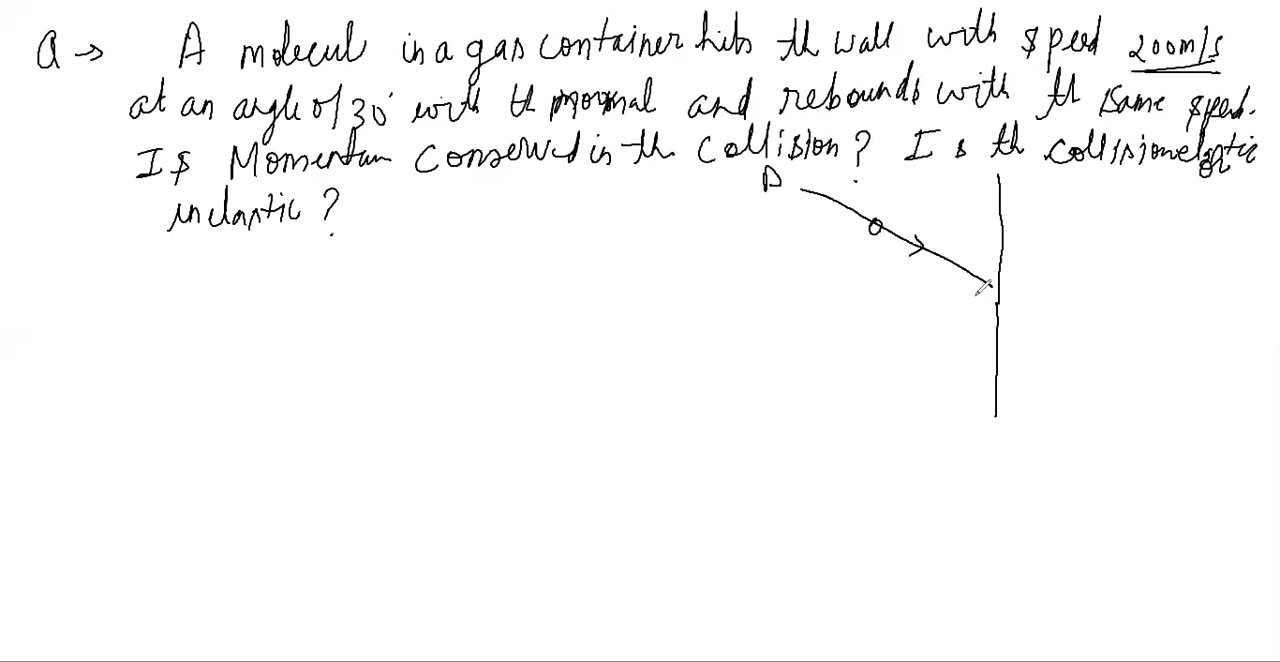 Q → A molecul in a gas container hits th wall with speed 200m/s
at an angle of 30° with th normal and rebounds with th same speed.
Is Momentum conserved in th collision? Is th collision elastic or
inelastic?
A